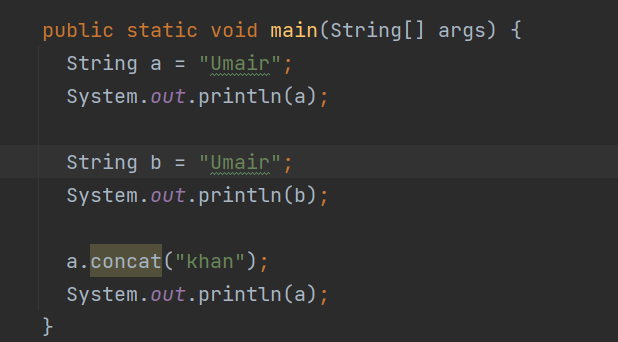 public static void main(String[] args) {
String a = "Umair";
System.out.println(a);
String b = "Umair";
System.out.println(b);
a.concat("khan");
System.out.println(a);
}